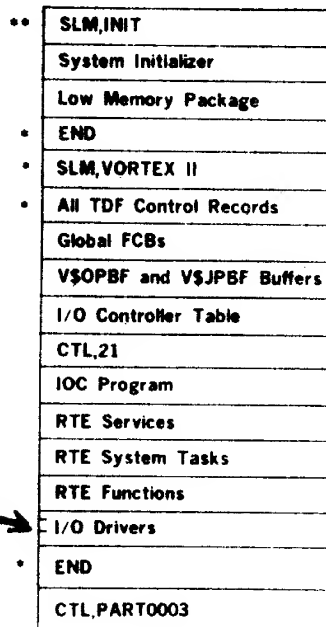 ** SLM,INIT
System Initializer
Low Memory Package
* END
* SLM,VORTEX II
* All TDF Control Records
Global FCBs
V$OPBF and V$JPBF Buffers
I/O Controller Table
CTL,21
IOC Program
RTE Services
RTE System Tasks
RTE Functions
I/O Drivers
* END
CTL,PART0003